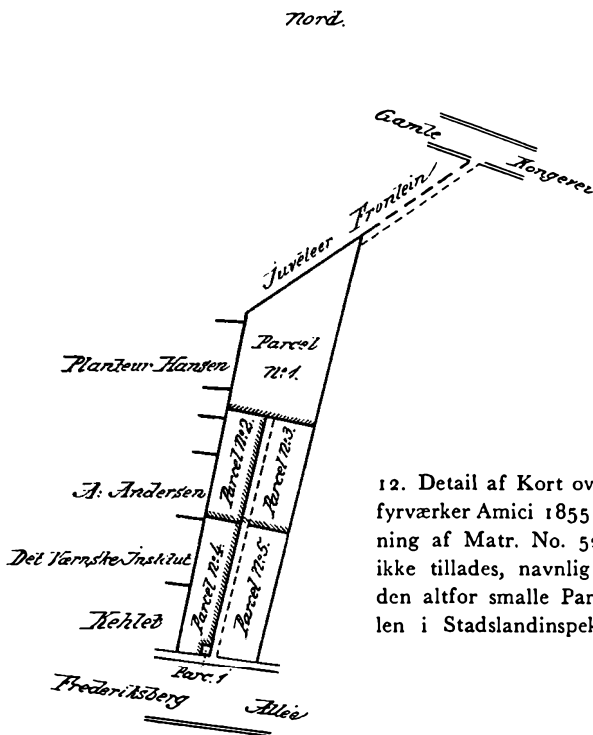 Nord.
Gamle
Kongevei
Juveleer Fronlein
Parcel
No 1.
Planteur Hansen
Parcel No 2.
Parcel No 3.
A: Andersen
Parcel No 4.
Parcel No 5.
Det Værnske Institut
Kehlet
Parc. 1
Frederiksberg Allée
12. Detail af Kort ov
fyrværker Amici 1855
ning af Matr. No. 5
ikke tillades, navnlig
den altfor smalle Par
len i Stadslandinspek